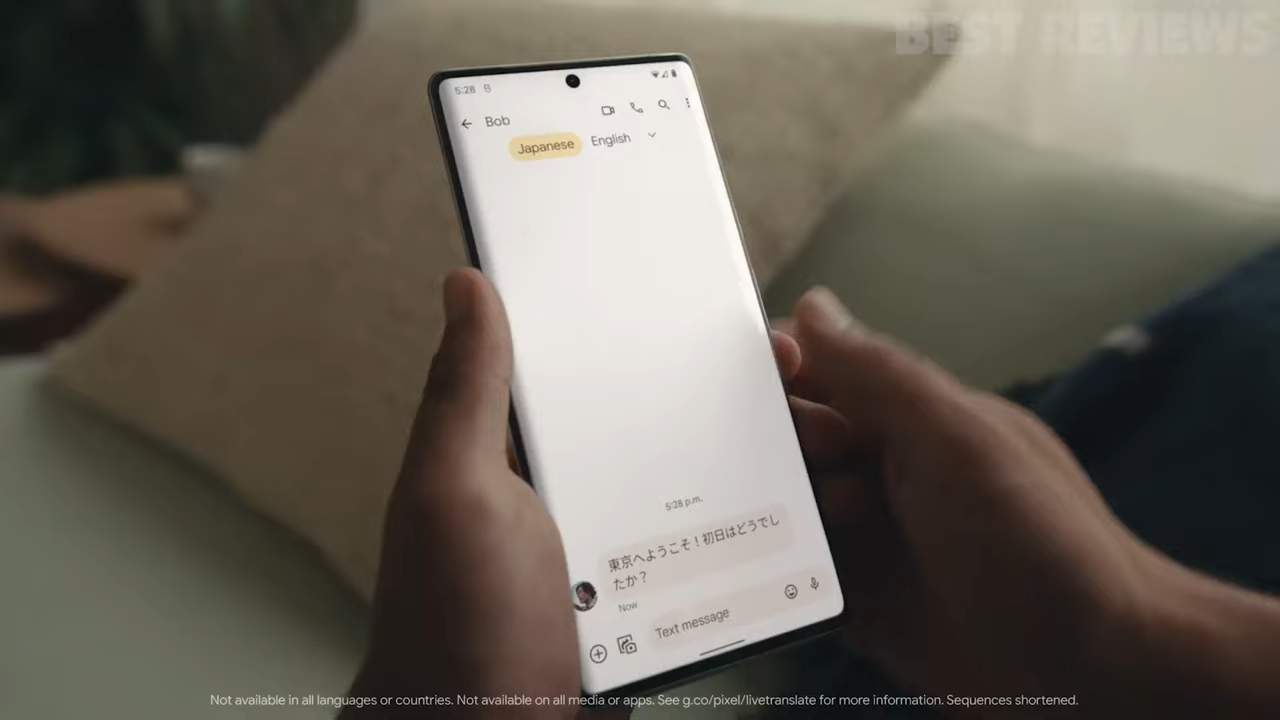 BEST REVIEWS
5:28
Bob
Japanese English
5:28 p.m.
東京へようこそ！初日はどうでし
たか？
Now
Text message
Not available in all languages or countries. Not available on all media or apps. See g.co/pixel/livetranslate for more information. Sequences shortened.